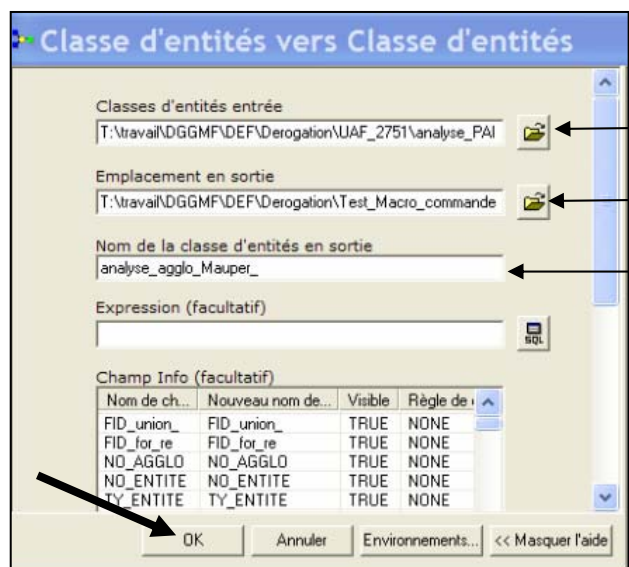 Classe d'entités vers Classe d'entités
Classes d'entités entrée
T:\travail\DGGMF\DEF\Derogation\UAF_2751\analyse_PAI
Emplacement en sortie
T:\travail\DGGMF\DEF\Derogation\Test_Macro_commande
Nom de la classe d'entités en sortie
analyse_agglo_Mauper_
Expression (facultatif)
SQL
Champ Info (facultatif)
Nom de ch... Nouveau nom de... Visible Règle de
FID_union_ FID_union_ TRUE NONE
FID_for_re FID_for_re TRUE NONE
NO_AGGLO NO_AGGLO TRUE NONE
NO_ENTITE NO_ENTITE TRUE NONE
TY_ENTITE TY_ENTITE TRUE NONE
OK Annuler Environnements... << Masquer l'aide